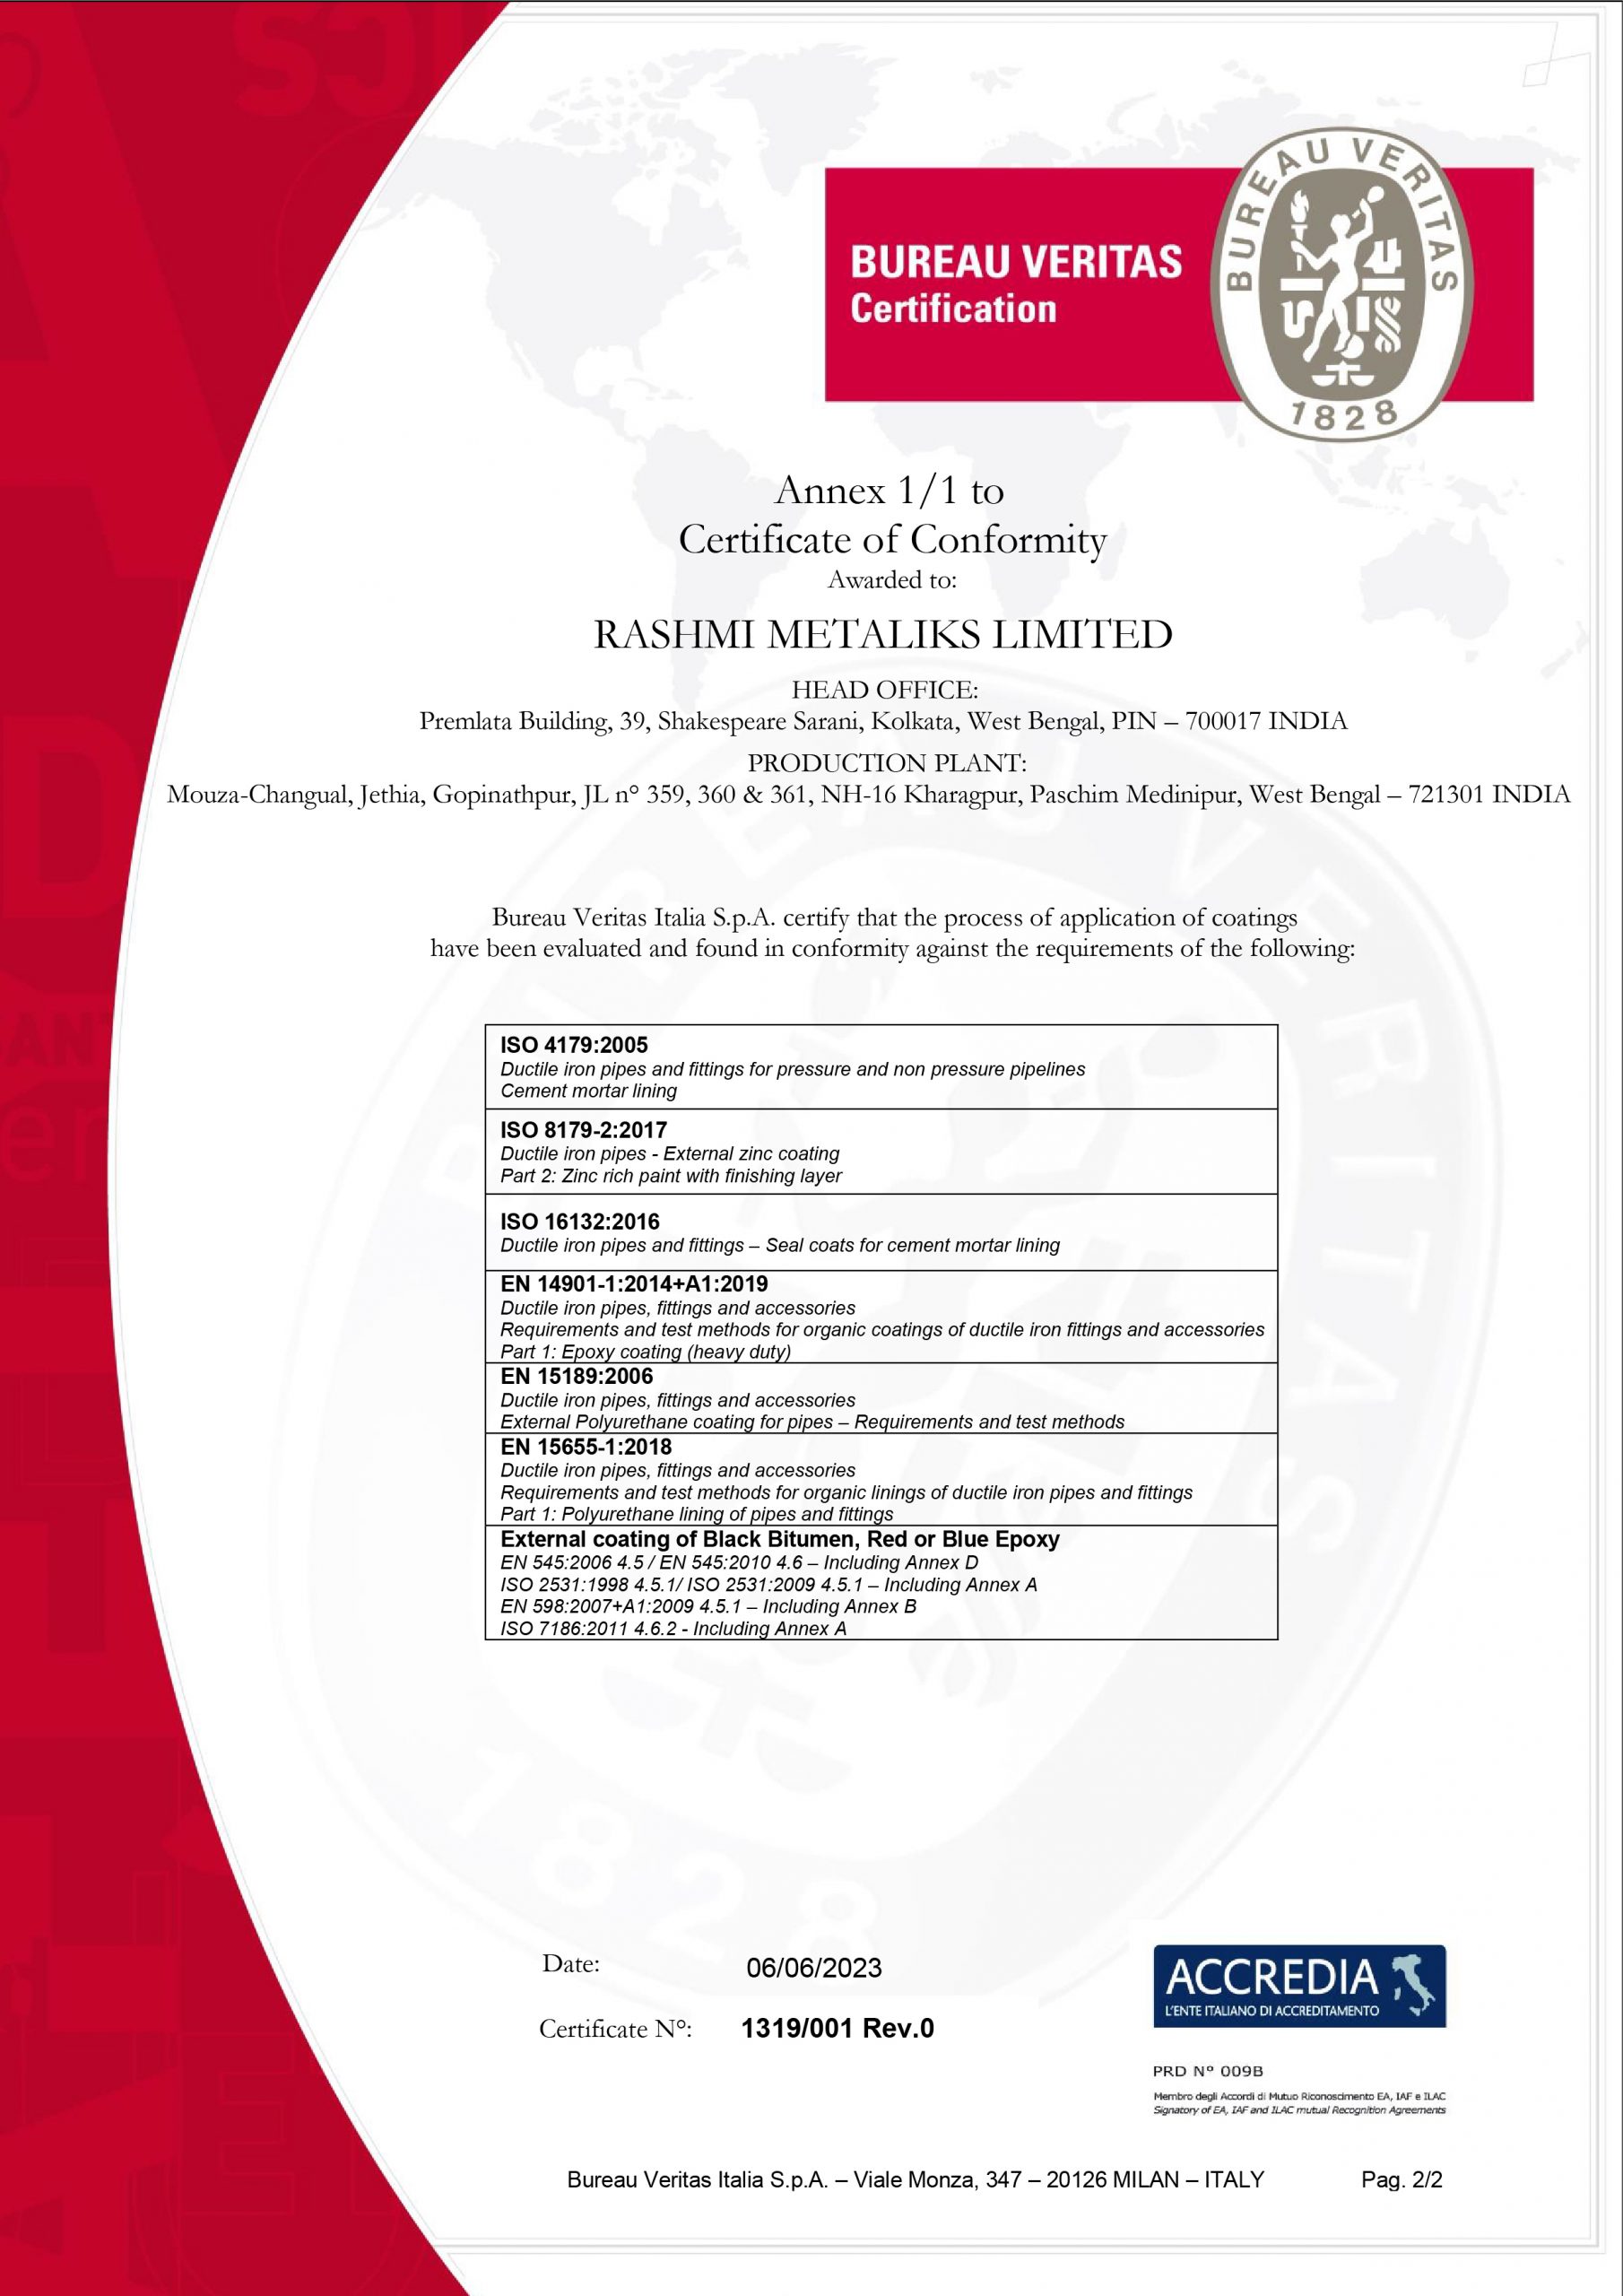 BUREAU VERITAS
Certification
BUREAU VERITAS
1828
Annex 1/1 to
Certificate of Conformity
Awarded to:
RASHMI METALIKS LIMITED
HEAD OFFICE:
Premlata Building, 39, Shakespeare Sarani, Kolkata, West Bengal, PIN – 700017 INDIA
PRODUCTION PLANT:
Mouza-Changual, Jethia, Gopinathpur, JL n° 359, 360 & 361, NH-16 Kharagpur, Paschim Medinipur, West Bengal – 721301 INDIA
Bureau Veritas Italia S.p.A. certify that the process of application of coatings
have been evaluated and found in conformity against the requirements of the following:
ISO 4179:2005
Ductile iron pipes and fittings for pressure and non pressure pipelines
Cement mortar lining
ISO 8179-2:2017
Ductile iron pipes - External zinc coating
Part 2: Zinc rich paint with finishing layer
ISO 16132:2016
Ductile iron pipes and fittings – Seal coats for cement mortar lining
EN 14901-1:2014+A1:2019
Ductile iron pipes, fittings and accessories
Requirements and test methods for organic coatings of ductile iron fittings and accessories
Part 1: Epoxy coating (heavy duty)
EN 15189:2006
Ductile iron pipes, fittings and accessories
External Polyurethane coating for pipes – Requirements and test methods
EN 15655-1:2018
Ductile iron pipes, fittings and accessories
Requirements and test methods for organic linings of ductile iron pipes and fittings
Part 1: Polyurethane lining of pipes and fittings
External coating of Black Bitumen, Red or Blue Epoxy
EN 545:2006 4.5 / EN 545:2010 4.6 – Including Annex D
ISO 2531:1998 4.5.1/ ISO 2531:2009 4.5.1 – Including Annex A
EN 598:2007+A1:2009 4.5.1 – Including Annex B
ISO 7186:2011 4.6.2 - Including Annex A
Date: 06/06/2023
Certificate N°: 1319/001 Rev.0
ACCREDIA
L'ENTE ITALIANO DI ACCREDITAMENTO
PRD N° 009B
Membro degli Accordi di Mutuo Riconoscimento EA, IAF e ILAC
Signatory of EA, IAF and ILAC mutual Recognition Agreements
Bureau Veritas Italia S.p.A. – Viale Monza, 347 – 20126 MILAN – ITALY Pag. 2/2